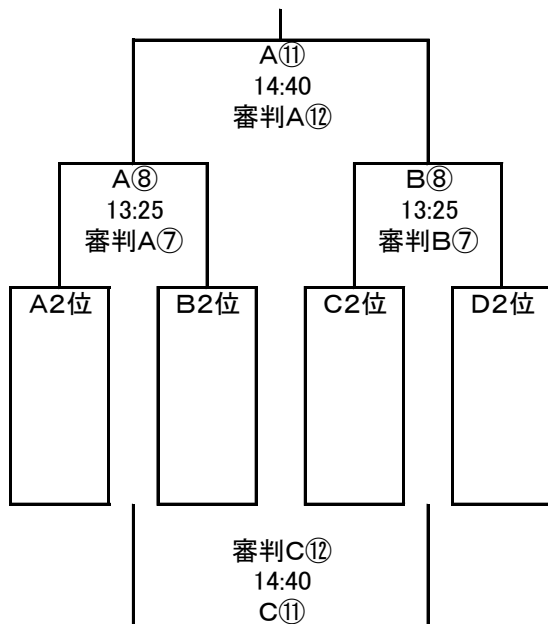 A⑪
14:40
審判A⑫
A⑧
13:25
審判A⑦
B⑧
13:25
審判B⑦
A2位
B2位
C2位
D2位
審判C⑫
14:40
C⑪